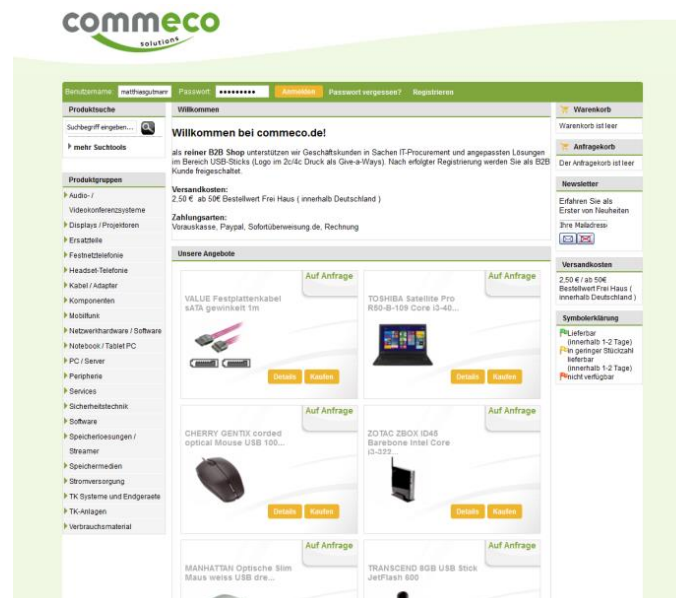 commeco
solutions
Benutzername matthiasgutmann Passwort ••••••••• Anmelden Passwort vergessen? Registrieren
Produktsuche
Suchbegriff eingeben...
mehr Suchtools
Produktgruppen
Audio- /
Videokonferenzsysteme
Displays / Projektoren
Ersatzteile
Festnetztelefonie
Headset-Telefonie
Kabel / Adapter
Komponenten
Mobilfunk
Netzwerkhardware / Software
Notebook / Tablet PC
PC / Server
Peripherie
Services
Sicherheitstechnik
Software
Speicherloesungen /
Streamer
Speichermedien
Stromversorgung
TK Systeme und Endgeraete
TK-Anlagen
Verbrauchsmaterial
Willkommen
Willkommen bei commeco.de!
als reiner B2B Shop unterstützen wir Geschäftskunden in Sachen IT-Procurement und angepassten Lösungen
im Bereich USB-Sticks (Logo im 2c/4c Druck als Give-a-Ways). Nach erfolgter Registrierung werden Sie als B2B
Kunde freigeschaltet.
Versandkosten:
2,50 € ab 50€ Bestellwert Frei Haus ( innerhalb Deutschland )
Zahlungsarten:
Vorauskasse, Paypal, Sofortüberweisung.de, Rechnung
Unsere Angebote
Auf Anfrage
VALUE Festplattenkabel
sATA gewinkelt 1m
Details Kaufen
Auf Anfrage
TOSHIBA Satellite Pro
R50-B-109 Core i3-40...
Details Kaufen
Auf Anfrage
CHERRY GENTIX corded
optical Mouse USB 100...
Details Kaufen
Auf Anfrage
ZOTAC ZBOX ID45
Barebone Intel Core
i3-322...
Details Kaufen
Auf Anfrage
MANHATTAN Optische Slim
Maus weiss USB dre...
Auf Anfrage
TRANSCEND 8GB USB Stick
JetFlash 600
Warenkorb
Warenkorb ist leer
Anfragekorb
Der Anfragekorb ist leer
Newsletter
Erfahren Sie als
Erster von Neuheiten
Ihre Mailadresse
Versandkosten
2,50 € / ab 50€
Bestellwert Frei Haus (
innerhalb Deutschland )
Symbolerklärung
Lieferbar
(innerhalb 1-2 Tage)
in geringer Stückzahl
lieferbar
(innerhalb 1-2 Tage)
nicht verfügbar